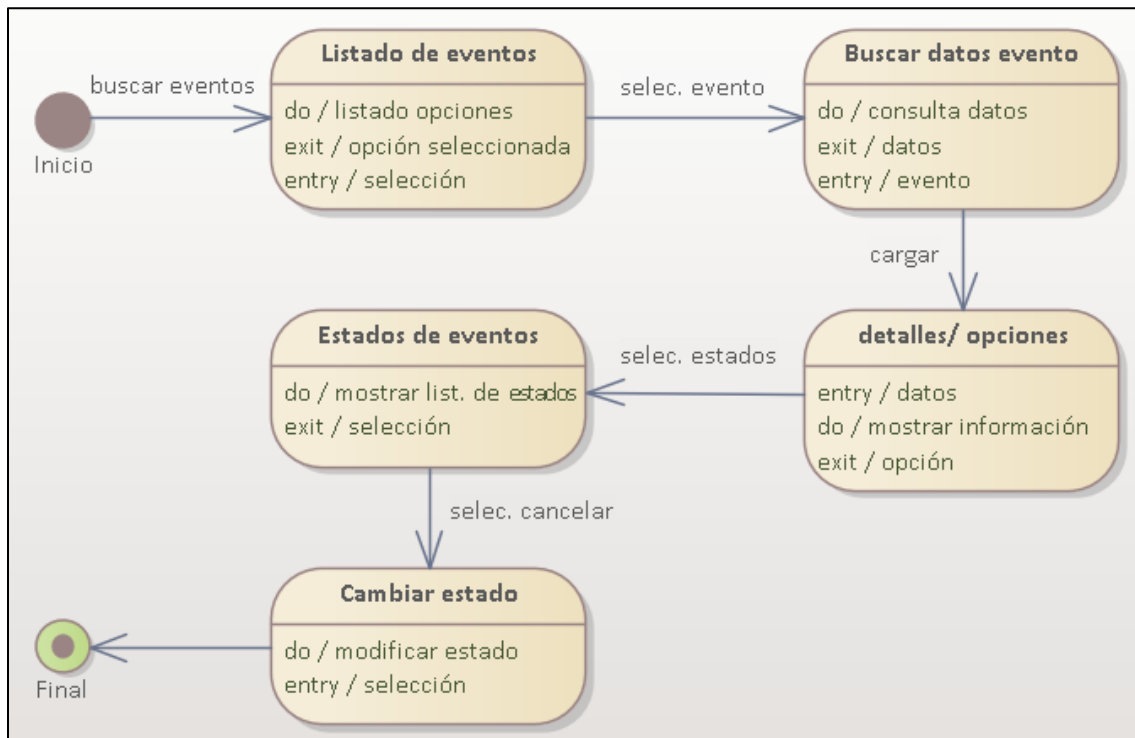 Listado de eventos
do / listado opciones
exit / opción seleccionada
entry / selección
buscar eventos
Inicio
selec. evento
Buscar datos evento
do / consulta datos
exit / datos
entry / evento
cargar
detalles/ opciones
entry / datos
do / mostrar información
exit / opción
selec. estados
Estados de eventos
do / mostrar list. de estados
exit / selección
selec. cancelar
Cambiar estado
do / modificar estado
entry / selección
Final